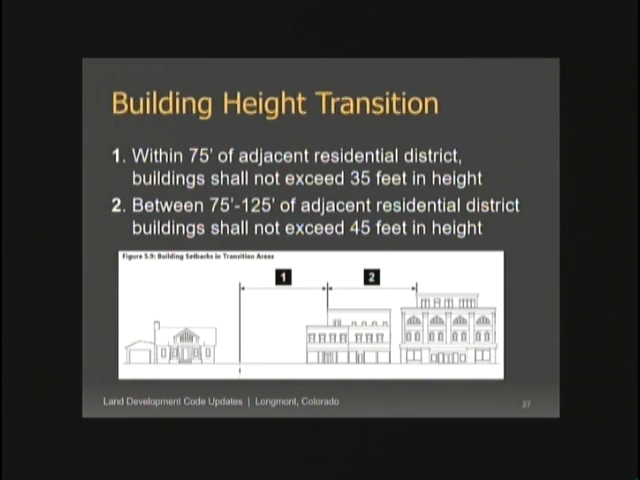 Building Height Transition
1. Within 75' of adjacent residential district,
buildings shall not exceed 35 feet in height
2. Between 75'-125' of adjacent residential district
buildings shall not exceed 45 feet in height
Figure 5.9: Building Setbacks in Transition Areas
1
2
Land Development Code Updates | Longmont, Colorado
27